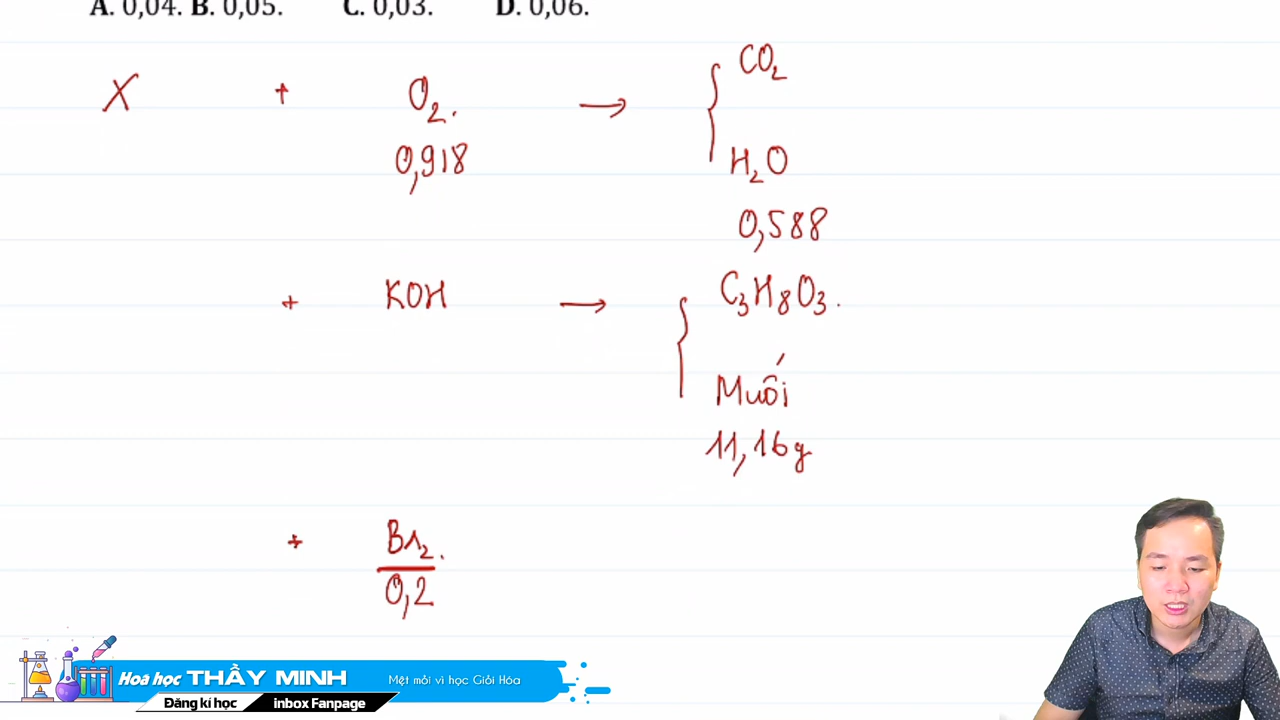 A. 0,04. B. 0,05. C. 0,03. D. 0,06.
X + O₂. → { CO₂
H₂O
0,918
0,588
+ KOH → { C₃H₈O₃.
Muối
11,16g
+ Br₂.
0,2
Hoá học THẦY MINH
Mệt mỏi vì học Giỏi Hóa
Đăng kí học
inbox Fanpage